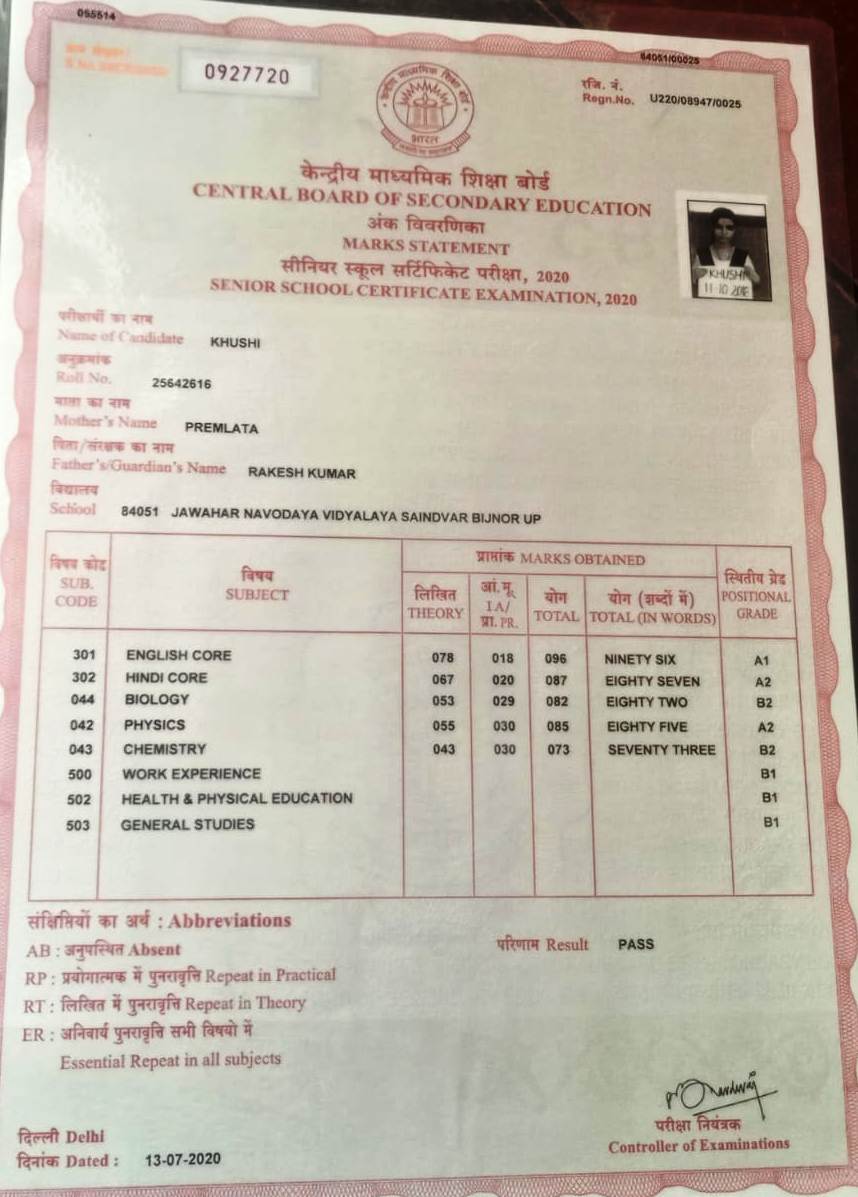 055514
84051/00025
0927720
रजि. नं.
Regn.No. U220/08947/0025
भारत
केन्द्रीय माध्यमिक शिक्षा बोर्ड
CENTRAL BOARD OF SECONDARY EDUCATION
अंक विवरणिका
MARKS STATEMENT
सीनियर स्कूल सर्टिफिकेट परीक्षा, 2020
SENIOR SCHOOL CERTIFICATE EXAMINATION, 2020
KHUSHI
परीक्षार्थी का नाम
Name of Candidate KHUSHI
अनुक्रमांक
Roll No. 25642616
माता का नाम
Mother's Name PREMLATA
पिता/संरक्षक का नाम
Father's/Guardian's Name RAKESH KUMAR
विद्यालय
School 84051 JAWAHAR NAVODAYA VIDYALAYA SAINDVAR BIJNOR UP
विषय कोड SUB. CODE
विषय SUBJECT
प्राप्तांक MARKS OBTAINED
लिखित THEORY
आं.मू. IA/ प्रा. PR.
योग TOTAL
योग (शब्दों में) TOTAL (IN WORDS)
स्थितीय ग्रेड POSITIONAL GRADE
301 ENGLISH CORE 078 018 096 NINETY SIX A1
302 HINDI CORE 067 020 087 EIGHTY SEVEN A2
044 BIOLOGY 053 029 082 EIGHTY TWO B2
042 PHYSICS 055 030 085 EIGHTY FIVE A2
043 CHEMISTRY 043 030 073 SEVENTY THREE B2
500 WORK EXPERIENCE B1
502 HEALTH & PHYSICAL EDUCATION B1
503 GENERAL STUDIES B1
संक्षिप्तियों का अर्थ : Abbreviations
AB : अनुपस्थित Absent
परिणाम Result PASS
RP : प्रयोगात्मक में पुनरावृत्ति Repeat in Practical
RT : लिखित में पुनरावृत्ति Repeat in Theory
ER : अनिवार्य पुनरावृत्ति सभी विषयो में
Essential Repeat in all subjects
दिल्ली Delhi
दिनांक Dated : 13-07-2020
परीक्षा नियंत्रक
Controller of Examinations